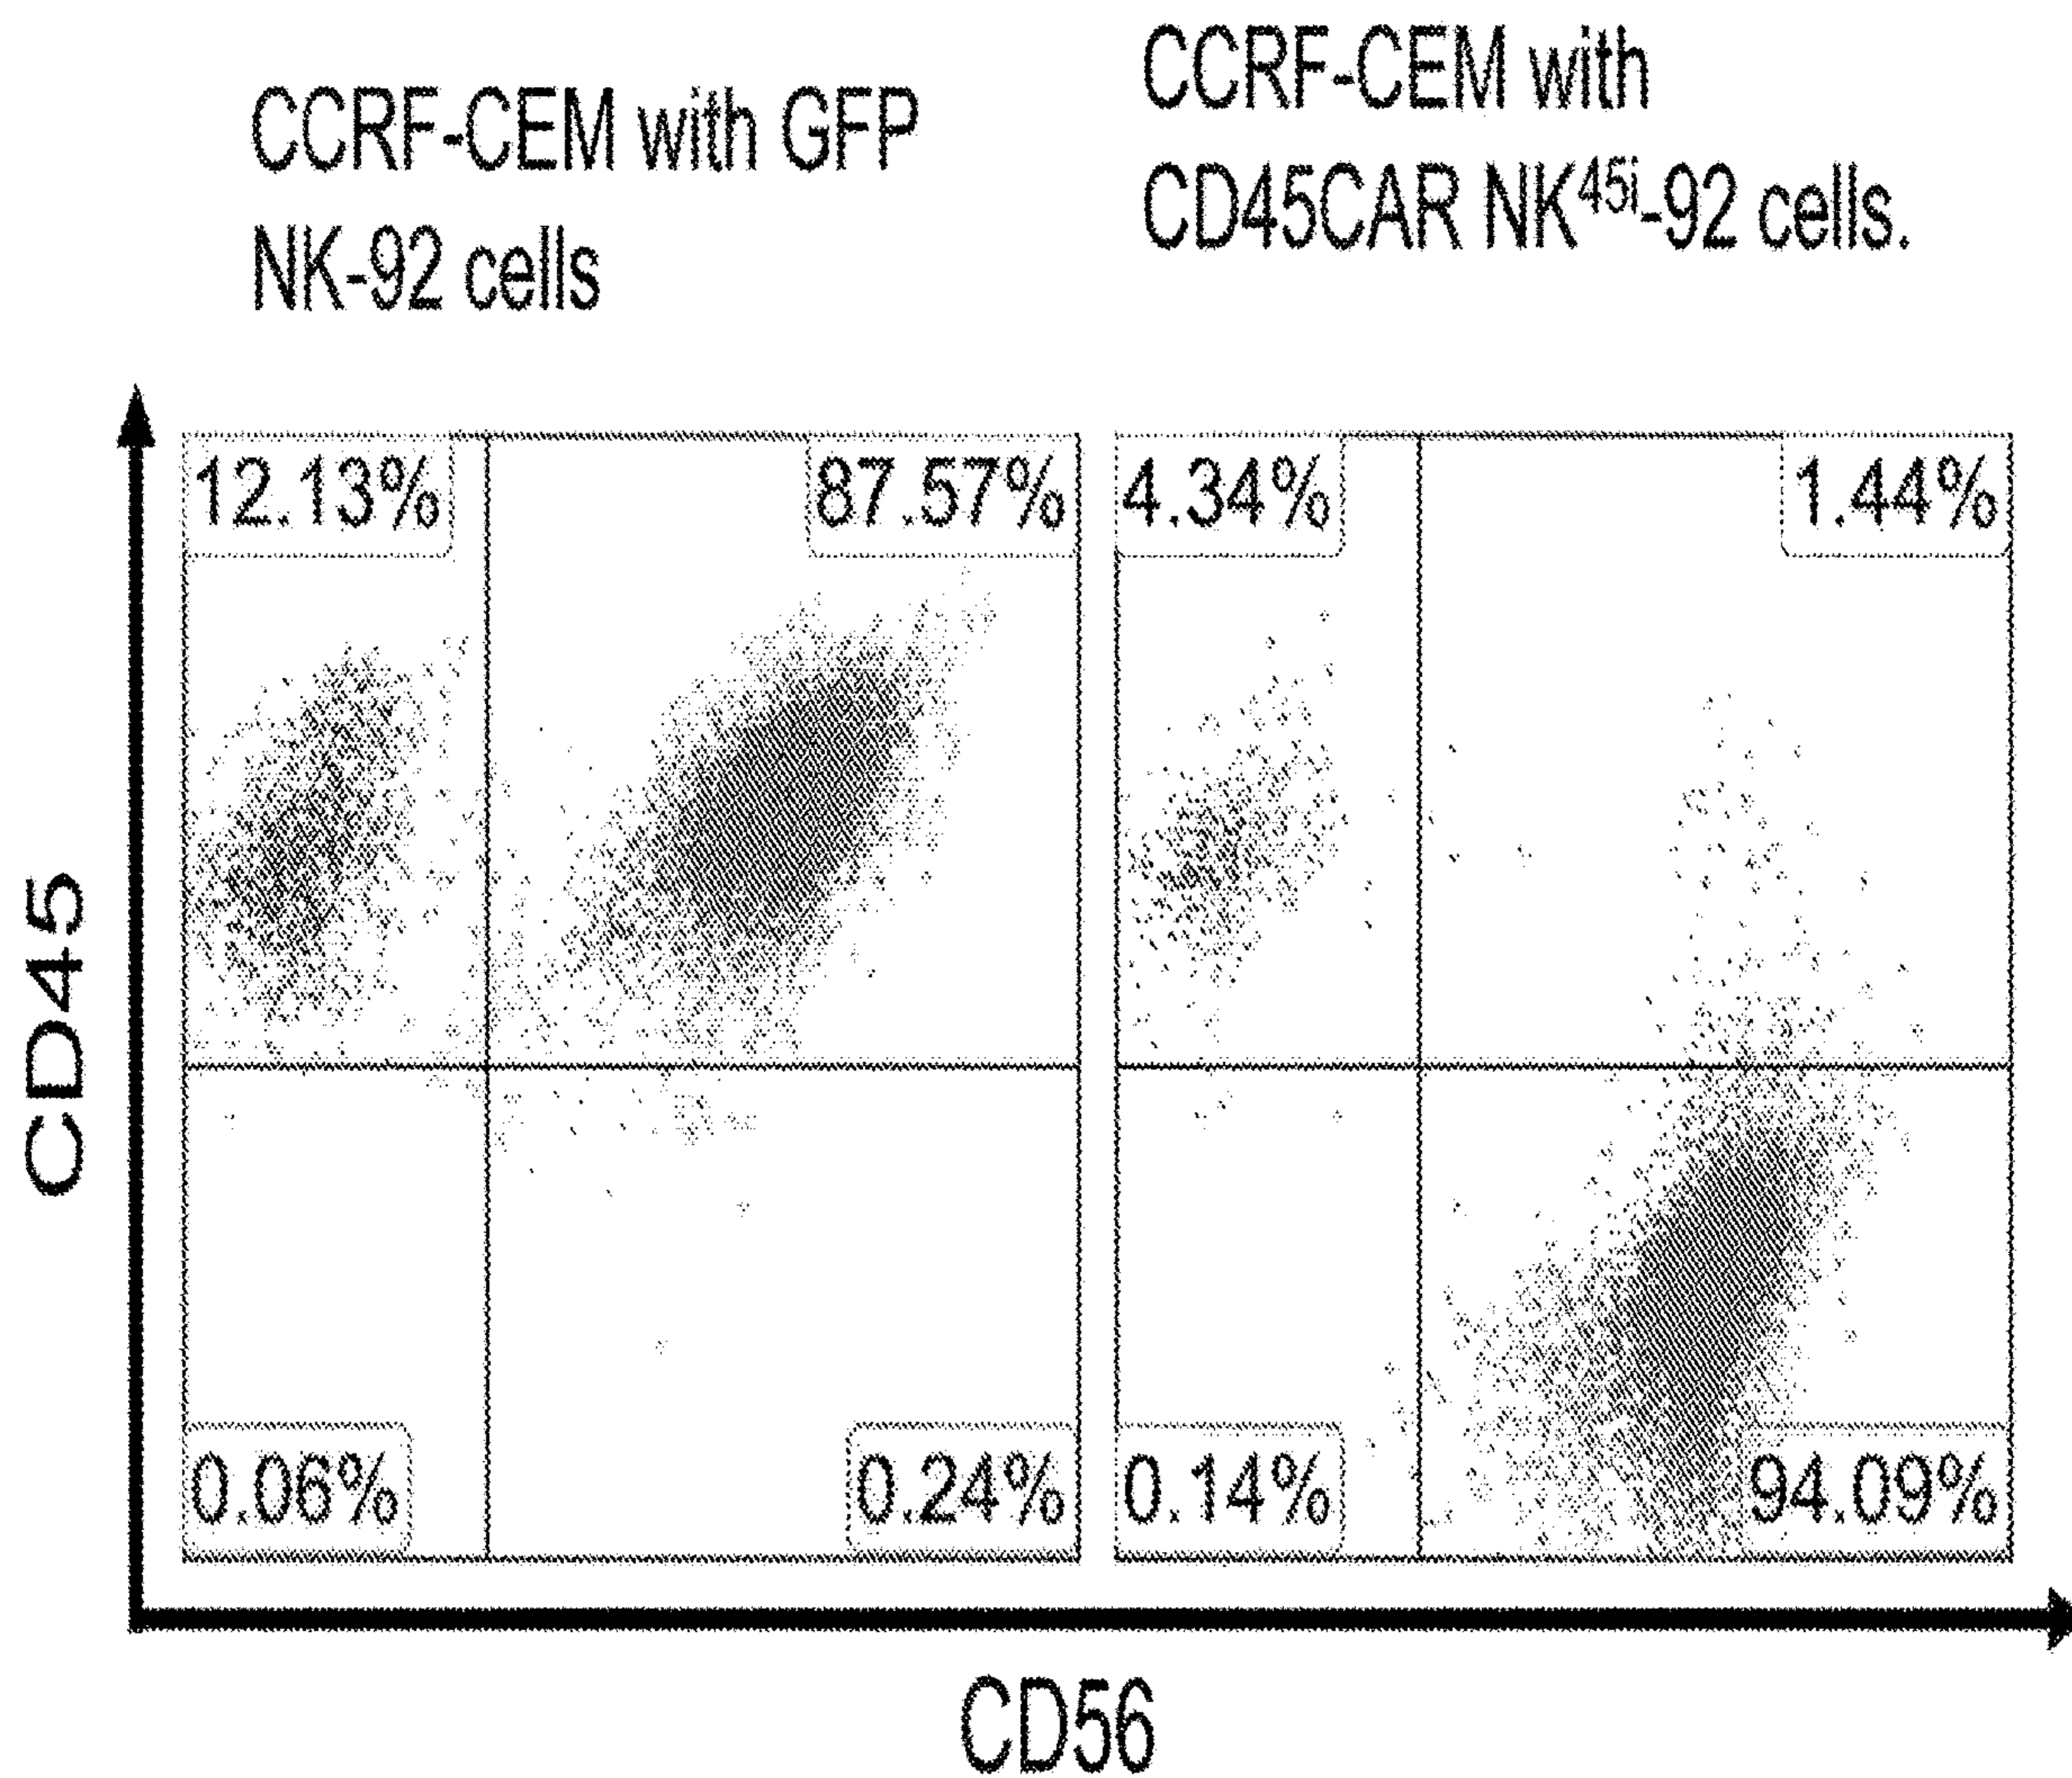 CCRF-CEM with GFP
NK-92 cells
CCRF-CEM with
CD45CAR NK45i-92 cells.
CD45
12.13%
87.57%
0.06%
0.24%
4.34%
1.44%
0.14%
94.09%
CD56